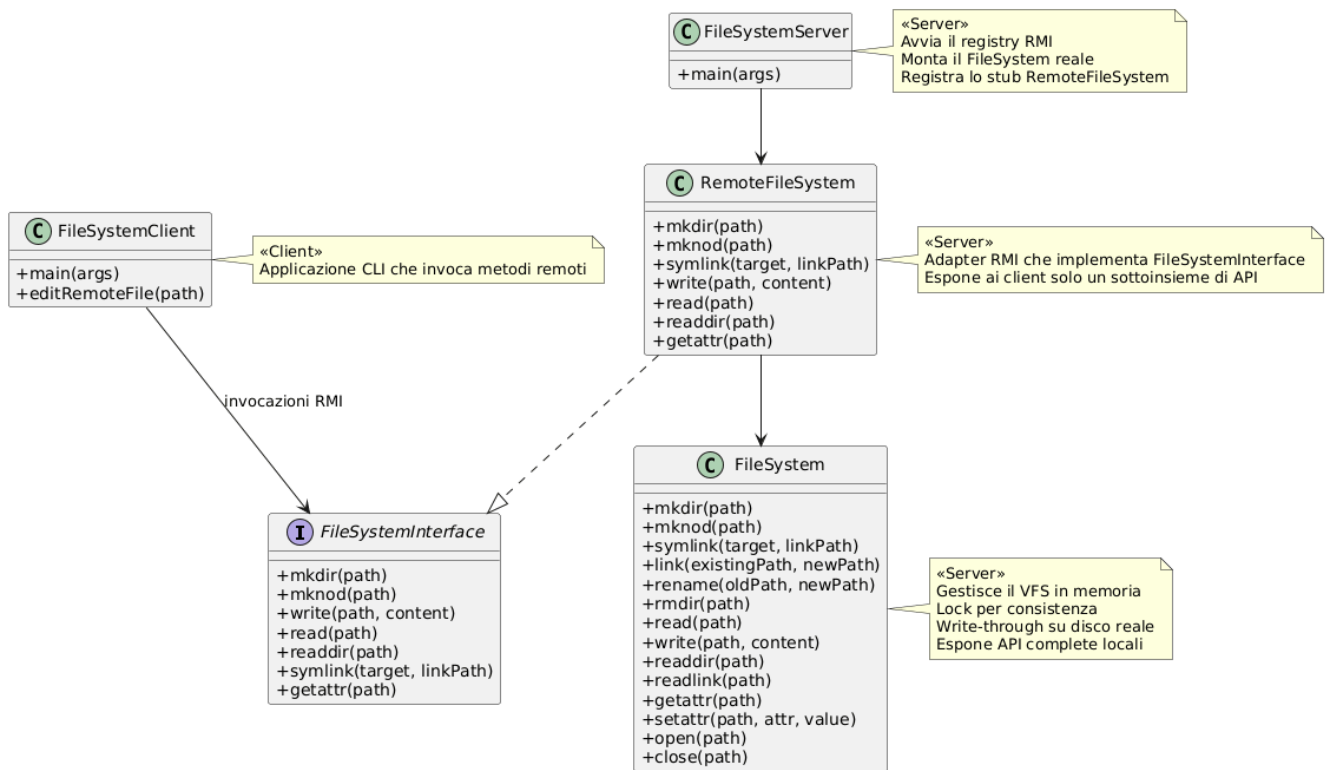 FileSystemServer
+main(args)
«Server»
Avvia il registry RMI
Monta il FileSystem reale
Registra lo stub RemoteFileSystem
RemoteFileSystem
+mkdir(path)
+mknod(path)
+symlink(target, linkPath)
+write(path, content)
+read(path)
+readdir(path)
+getattr(path)
«Server»
Adapter RMI che implementa FileSystemInterface
Espone ai client solo un sottoinsieme di API
FileSystemClient
+main(args)
+editRemoteFile(path)
«Client»
Applicazione CLI che invoca metodi remoti
invocazioni RMI
I FileSystemInterface
+mkdir(path)
+mknod(path)
+write(path, content)
+read(path)
+readdir(path)
+symlink(target, linkPath)
+getattr(path)
C FileSystem
+mkdir(path)
+mknod(path)
+symlink(target, linkPath)
+link(existingPath, newPath)
+rename(oldPath, newPath)
+rmdir(path)
+read(path)
+write(path, content)
+readdir(path)
+readlink(path)
+getattr(path)
+setattr(path, attr, value)
+open(path)
+close(path)
«Server»
Gestisce il VFS in memoria
Lock per consistenza
Write-through su disco reale
Espone API complete locali